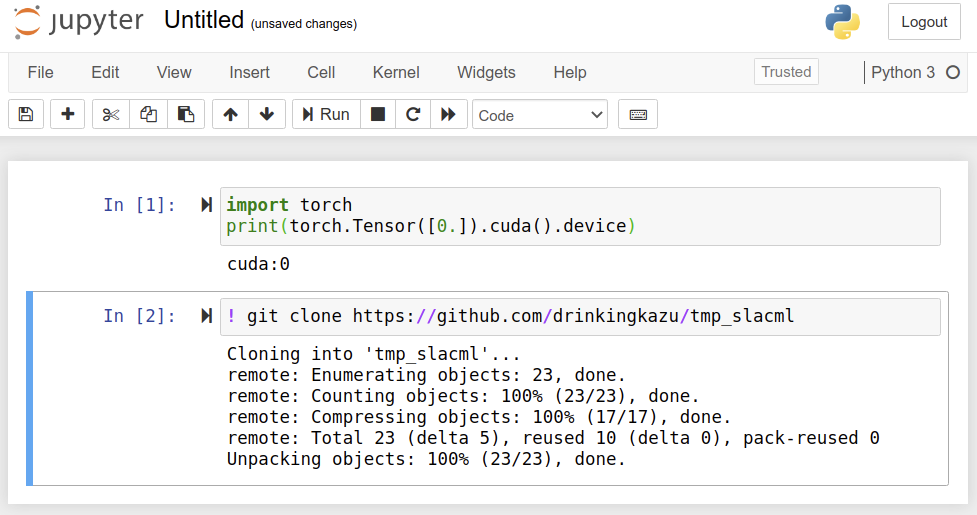 jupyter Untitled (unsaved changes) Logout
File Edit View Insert Cell Kernel Widgets Help Trusted Python 3
Run Code
In [1]: import torch
print(torch.Tensor([0.]).cuda().device)
cuda:0
In [2]: ! git clone https://github.com/drinkingkazu/tmp_slacml
Cloning into 'tmp_slacml'...
remote: Enumerating objects: 23, done.
remote: Counting objects: 100% (23/23), done.
remote: Compressing objects: 100% (17/17), done.
remote: Total 23 (delta 5), reused 10 (delta 0), pack-reused 0
Unpacking objects: 100% (23/23), done.